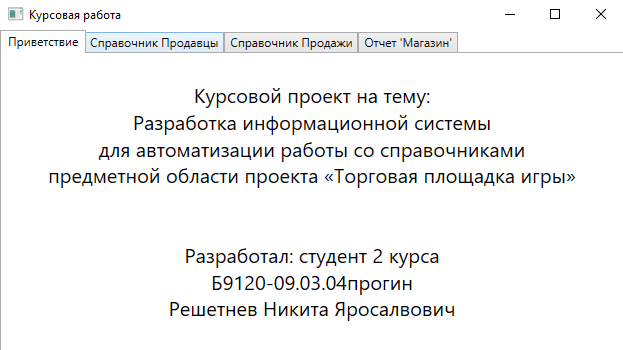 Курсовая работа
Приветствие Справочник Продавцы Справочник Продажи Отчет 'Магазин'
Курсовой проект на тему:
Разработка информационной системы
для автоматизации работы со справочниками
предметной области проекта «Торговая площадка игры»
Разработал: студент 2 курса
Б9120-09.03.04прогин
Решетнев Никита Яросалвович